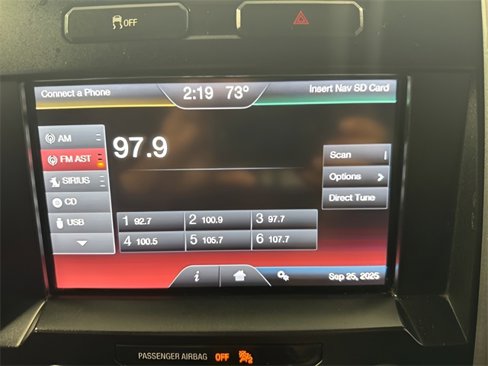 OFF
Connect a Phone
2:19 73°
Insert Nav SD Card
AM
FM AST
SIRIUS
CD
USB
97.9
Scan
Options
Direct Tune
1 92.7
2 100.9
3 97.7
4 100.5
5 105.7
6 107.7
i
Sep 25, 2025
PASSENGER AIRBAG OFF